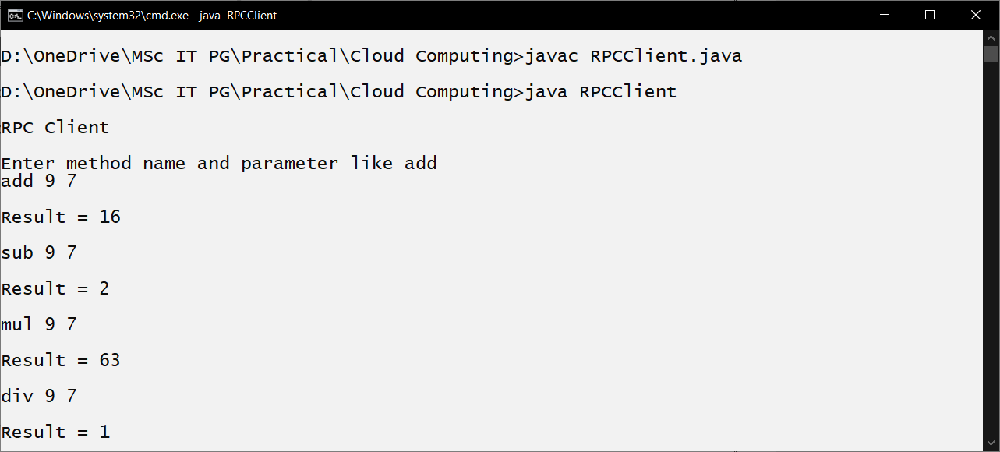 C:\Windows\system32\cmd.exe - java  RPCClient
D:\OneDrive\MSc IT PG\Practical\Cloud Computing>javac RPCClient.java
D:\OneDrive\MSc IT PG\Practical\Cloud Computing>java RPCClient
RPC Client
Enter method name and parameter like add
add 9 7
Result = 16
sub 9 7
Result = 2
mul 9 7
Result = 63
div 9 7
Result = 1